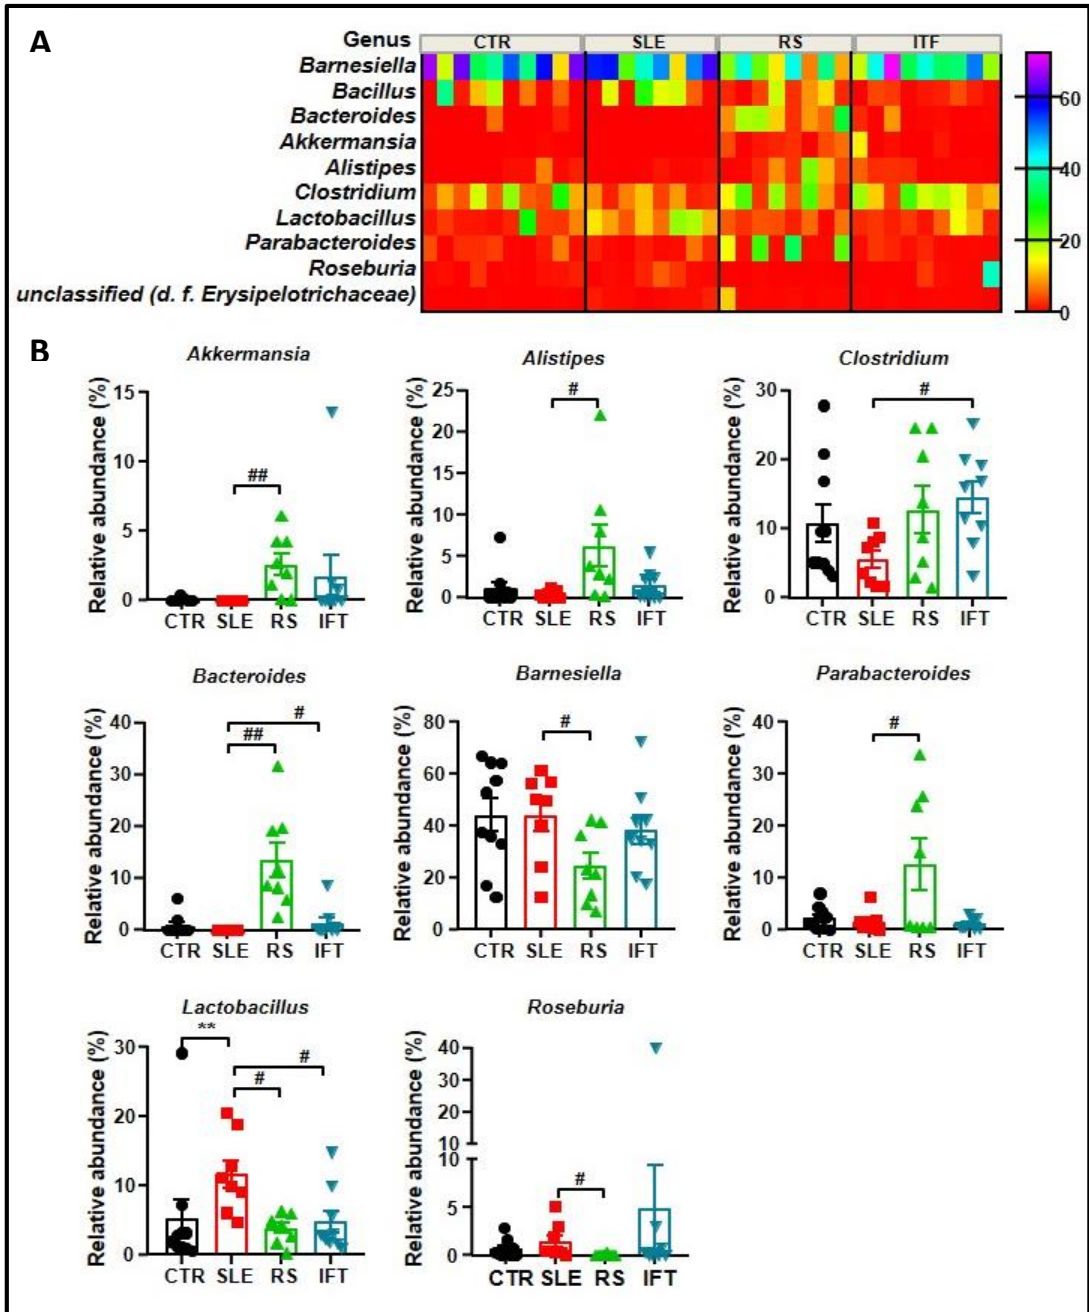 A
Genus CTR SLE RS ITF
Barnesiella
Bacillus
Bacteroides
Akkermansia
Alistipes
Clostridium
Lactobacillus
Parabacteroides
Roseburia
unclassified (d. f. Erysipelotrichaceae)
60
40
20
0
B
Akkermansia
Relative abundance (%)
15
10
5
0
##
CTR SLE RS IFT
Alistipes
Relative abundance (%)
25
20
15
10
5
0
#
CTR SLE RS IFT
Clostridium
Relative abundance (%)
30
20
10
0
#
CTR SLE RS IFT
Bacteroides
Relative abundance (%)
40
30
20
10
0
#
##
CTR SLE RS IFT
Barnesiella
Relative abundance (%)
80
60
40
20
0
#
CTR SLE RS IFT
Parabacteroides
Relative abundance (%)
40
30
20
10
0
#
CTR SLE RS IFT
Lactobacillus
Relative abundance (%)
30
20
10
0
**
#
#
CTR SLE RS IFT
Roseburia
Relative abundance (%)
40
30
20
10
10
5
0
#
CTR SLE RS IFT